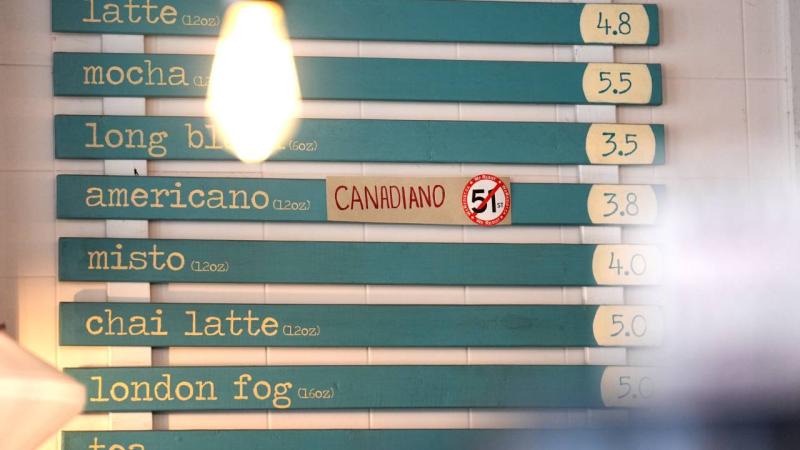 latte (12oz) 4.8
mocha 5.5
long (6oz) 3.5
americano (12oz) CANADIANO 51ST 3.8
misto (12oz) 4.0
chai latte (12oz) 5.0
london fog (16oz) 5.0
tea